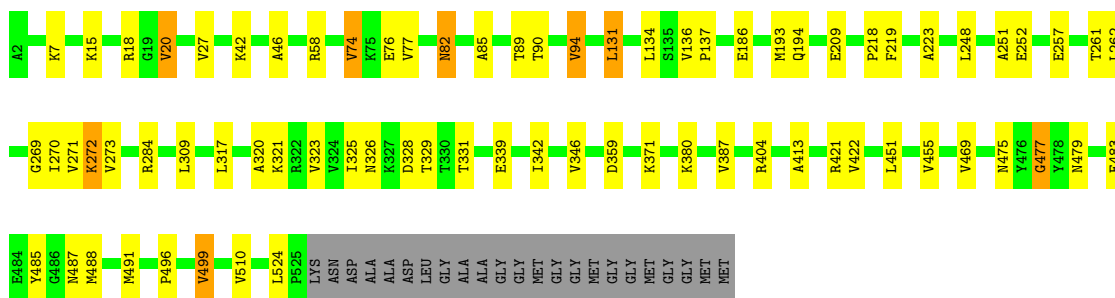 A2 K7 K15 R18 G19 V20 V27 K42 A46 R58 V74 K75 E76 V77 N82 A85 T89 T90 V94 L131 L134 S135 V136 P137 E186 M193 Q194 E209 P218 F219 A223 L248 A251 E252 E257 T261
G269 I270 V271 K272 V273 R284 L309 L317 A320 K321 R322 V323 V324 I325 N326 K327 D328 T329 T330 T331 E339 I342 V346 D359 K371 K380 V387 R404 A413 R421 V422 L451 V455 V469 N475 Y476 G477 Y478 N479
E484 Y485 G486 N487 M488 M491 P496 V499 V510 L524 P525 LYS ASN ASP ALA ALA ASP LEU GLY ALA ALA GLY GLY MET GLY GLY MET GLY GLY MET GLY GLY MET MET